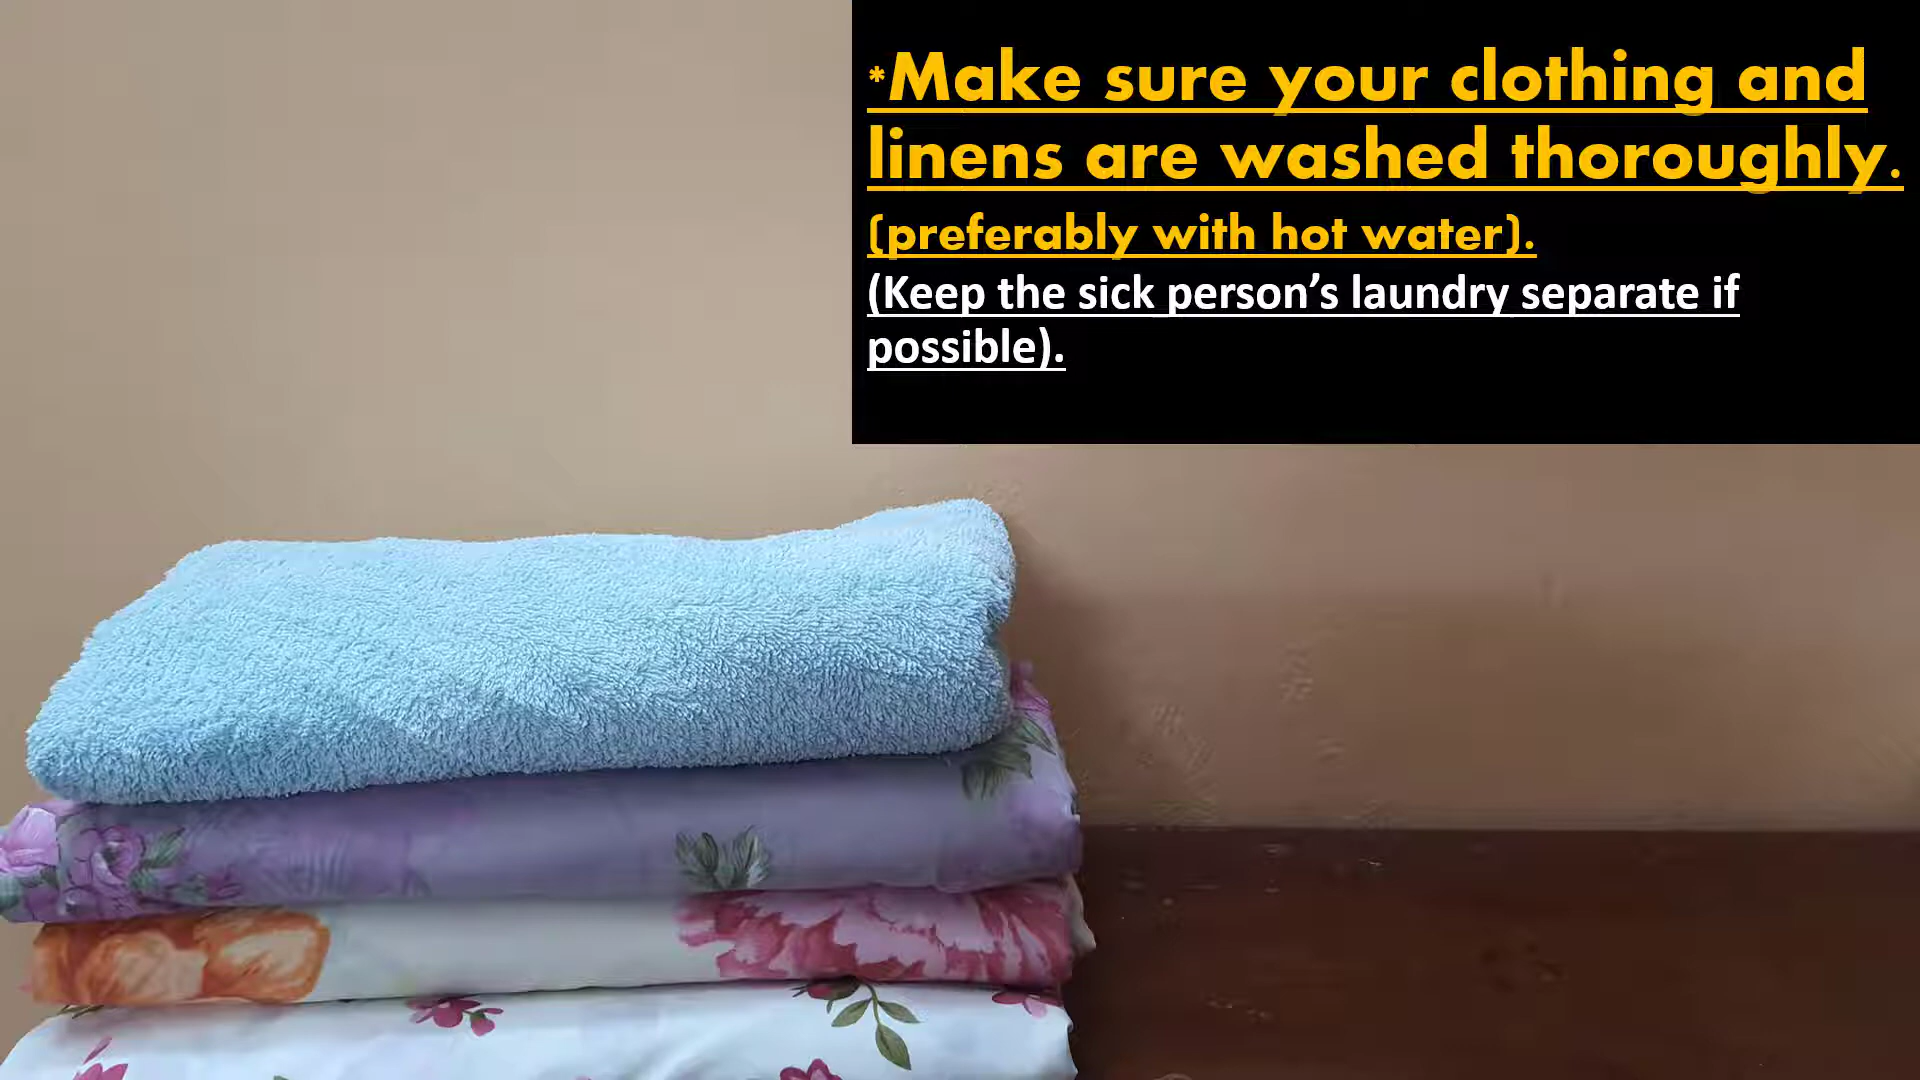 *Make sure your clothing and
linens are washed thoroughly.
(preferably with hot water).
(Keep the sick person’s laundry separate if
possible).